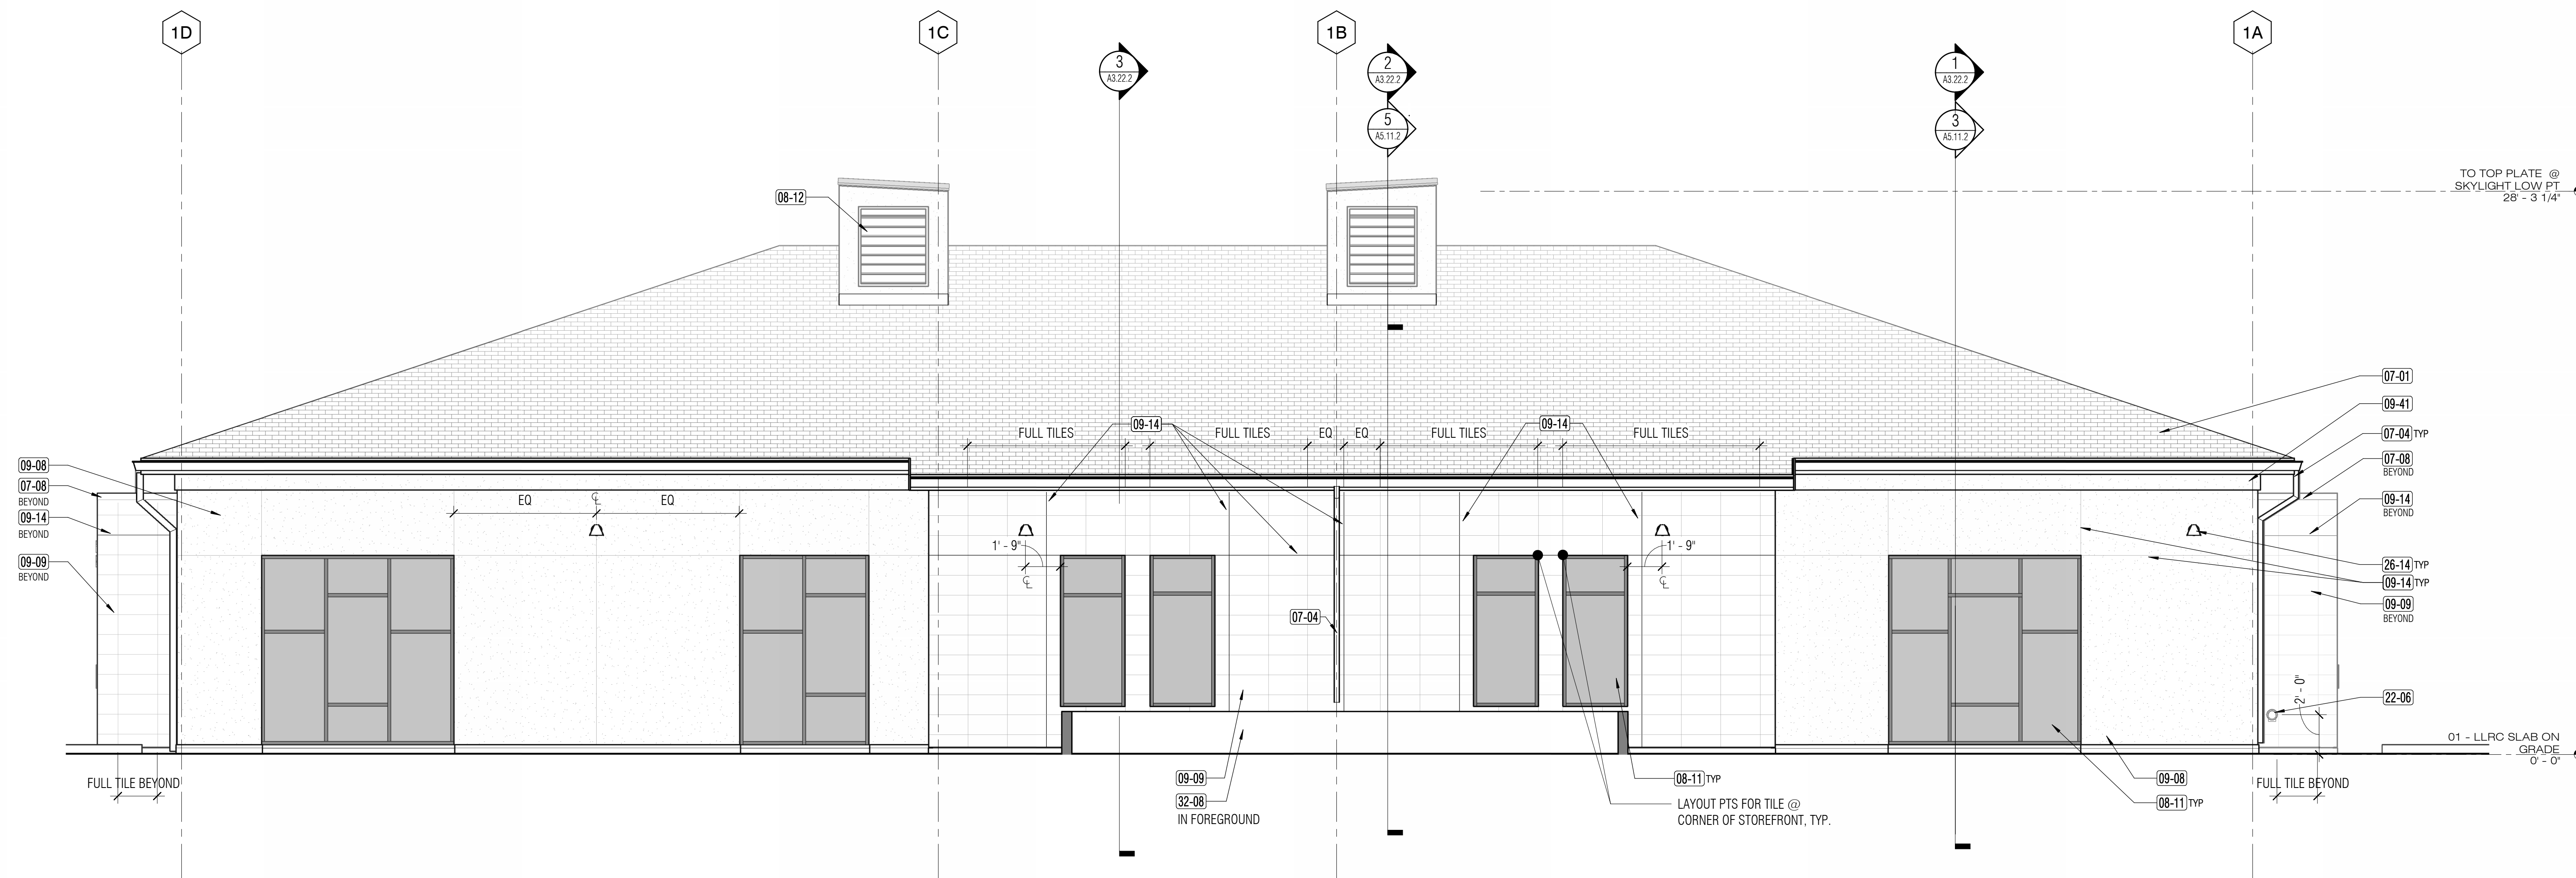 1D
1C
1B
1A
3
A3.22.2
2
A3.22.2
5
A5.11.2
1
A3.22.2
3
A5.11.2
TO TOP PLATE @
SKYLIGHT LOW PT
28' - 3 1/4"
08-12
07-01
09-41
07-04 TYP
07-08
BEYOND
09-14
BEYOND
26-14 TYP
09-14 TYP
09-09
BEYOND
22-06
2' - 0"
09-08
07-08
BEYOND
09-14
BEYOND
09-09
BEYOND
09-14
09-14
FULL TILES
FULL TILES
EQ
EQ
FULL TILES
FULL TILES
EQ
℄
EQ
1' - 9"
℄
1' - 9"
℄
07-04
01 - LLRC SLAB ON
GRADE
0' - 0"
FULL TILE BEYOND
09-09
32-08
IN FOREGROUND
08-11 TYP
LAYOUT PTS FOR TILE @
CORNER OF STOREFRONT, TYP.
09-08
08-11 TYP
FULL TILE BEYOND